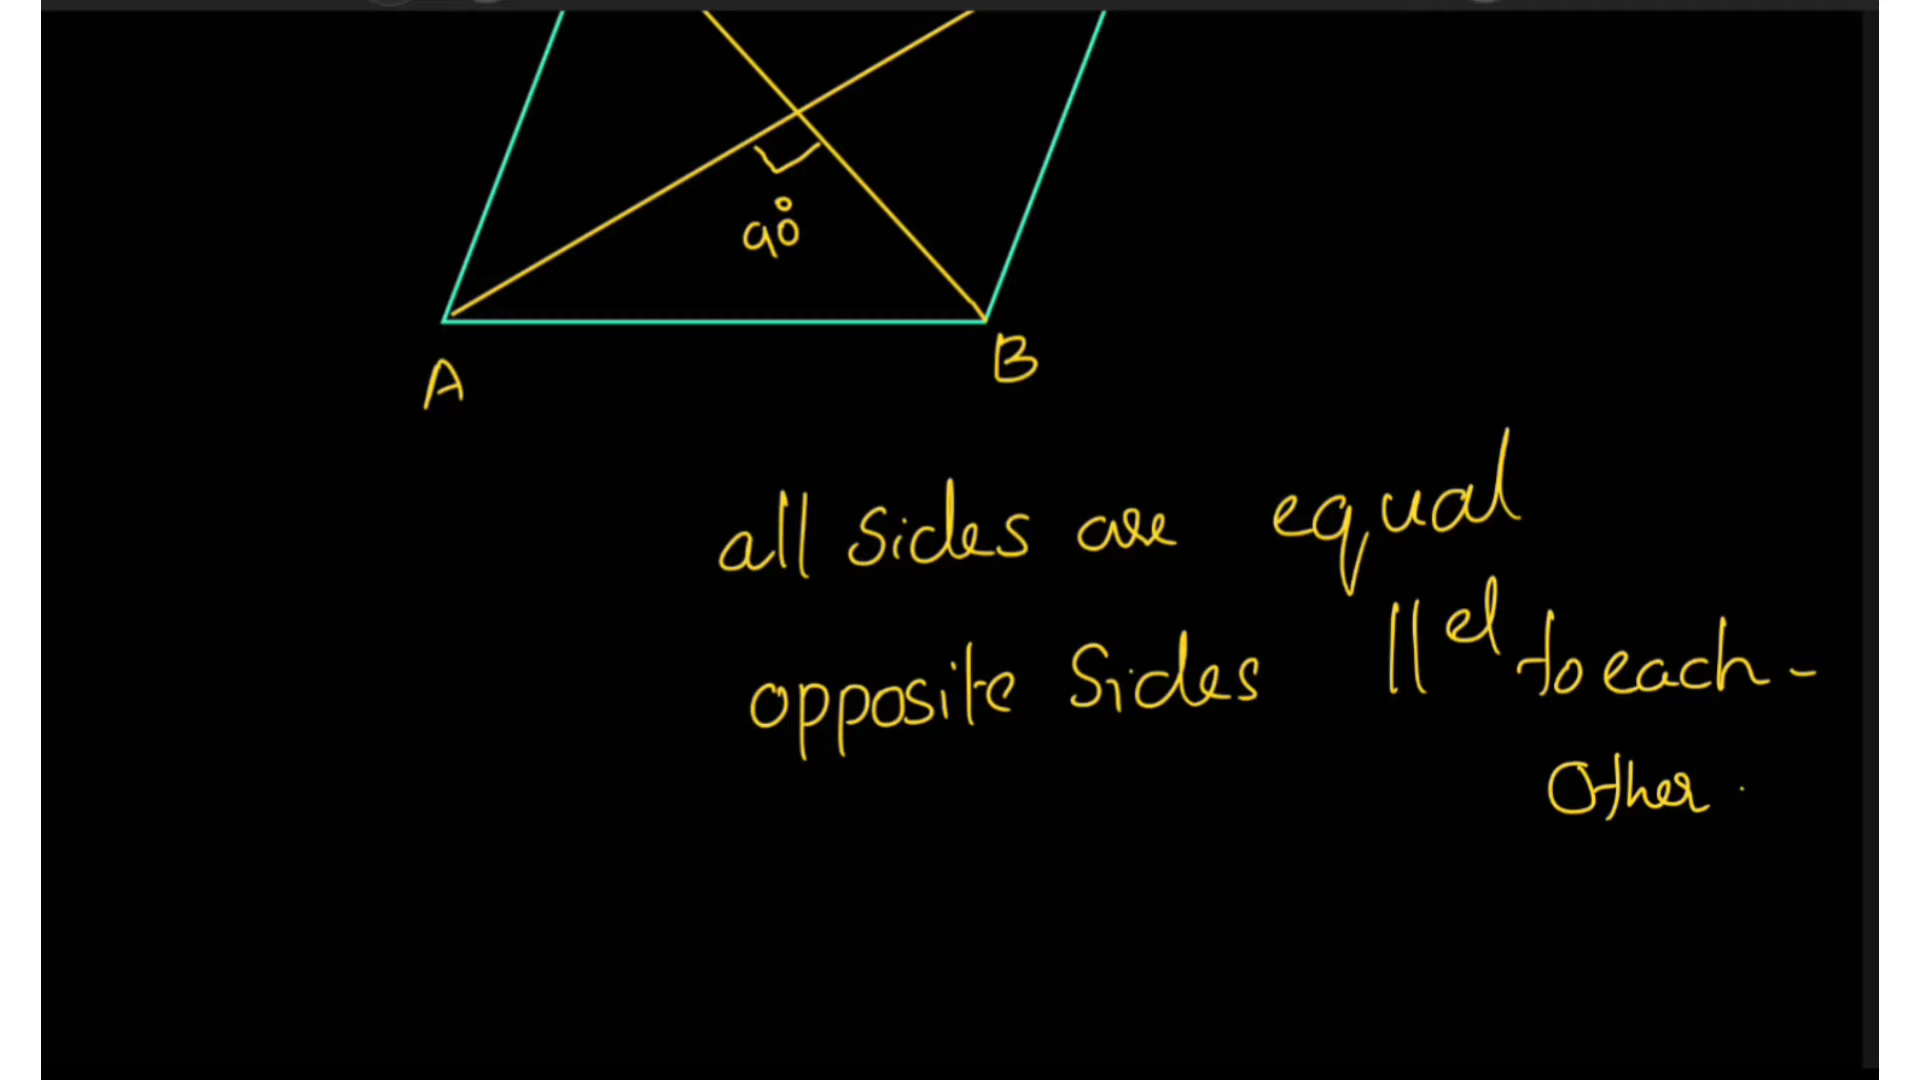 90°
A
B
all sides are equal
opposite sides ||el to each-
other.